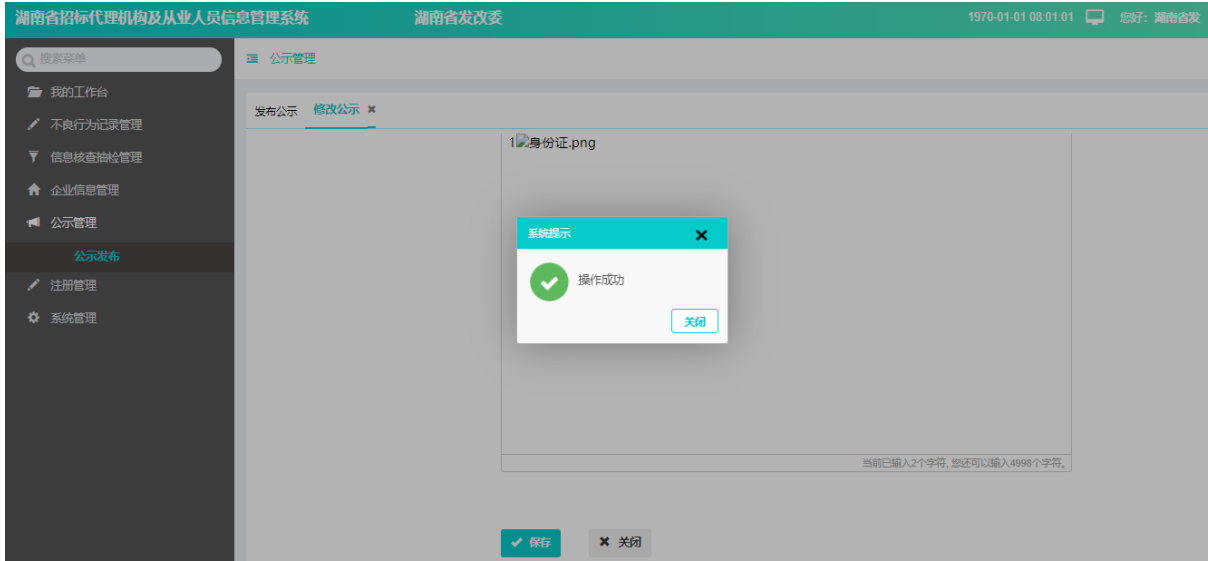 湖南省招标代理机构及从业人员信息管理系统 湖南省发改委 1970-01-01 08:01:01 您好: 湖南省发
搜索菜单
公示管理
我的工作台
发布公示 修改公示
不良行为记录管理
1身份证.png
信息核查抽检管理
企业信息管理
公示管理
系统提示
公示发布
操作成功
注册管理
系统管理
关闭
当前已输入2个字符, 您还可以输入4998个字符。
保存 关闭